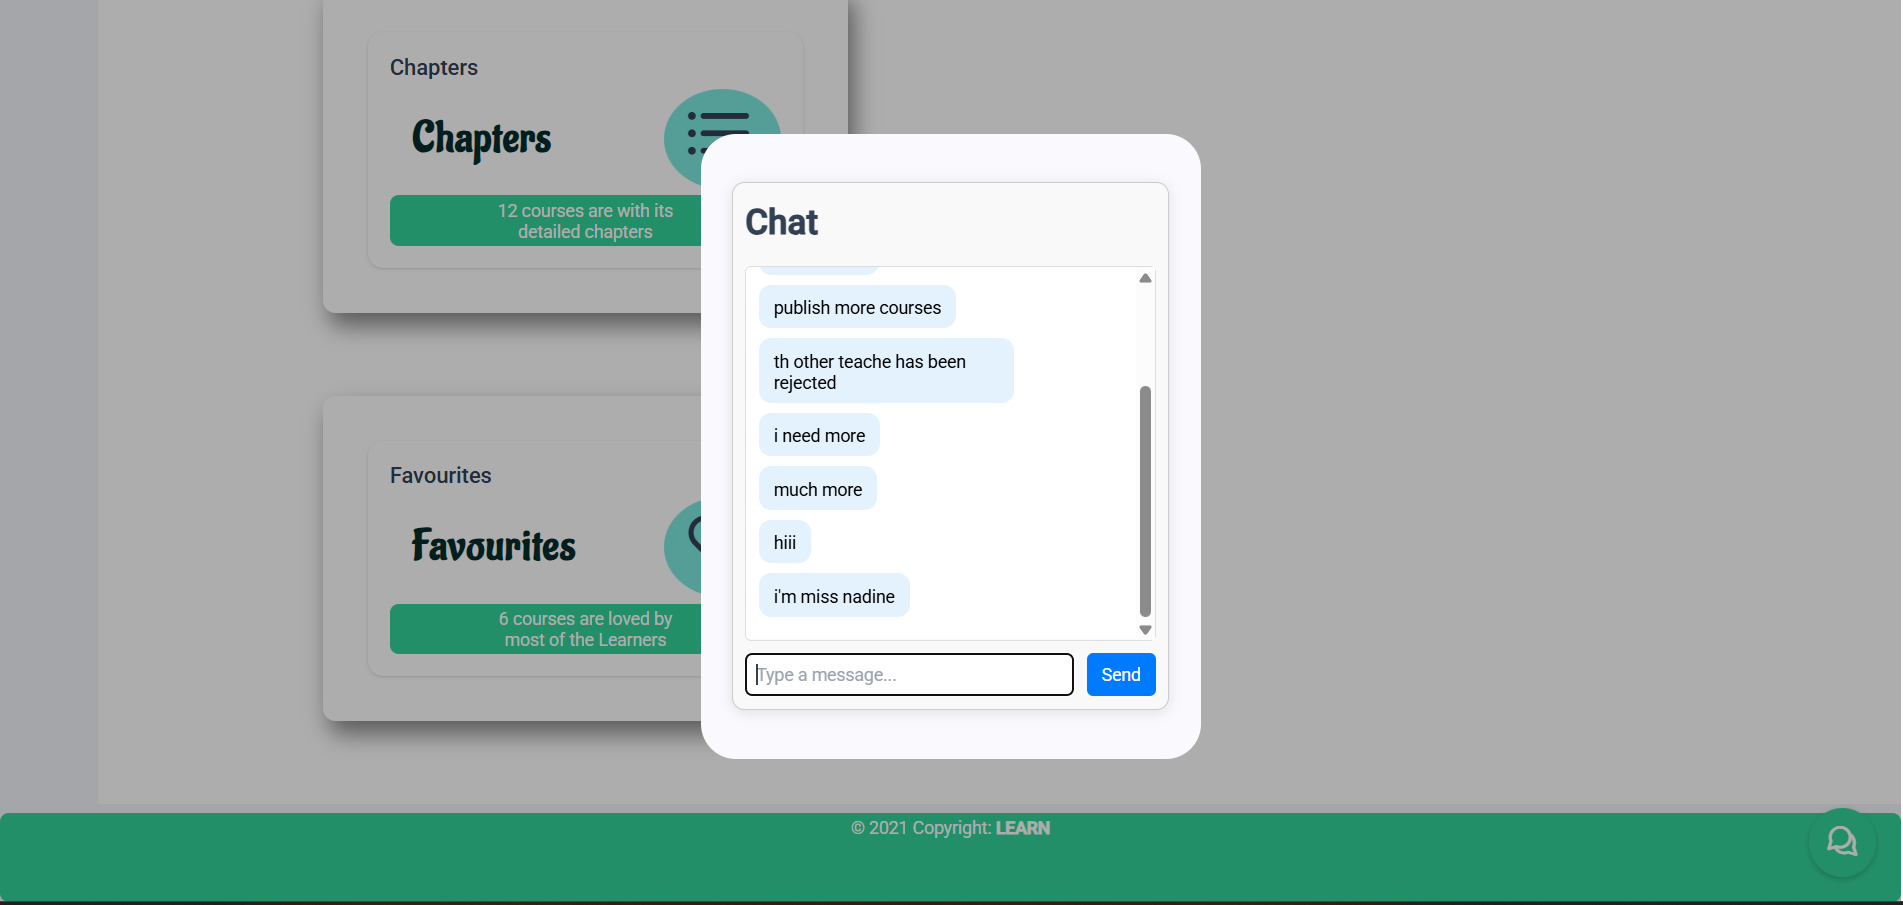 Chapters
Chapters
12 courses are with its
detailed chapters
Favourites
Favourites
6 courses are loved by
most of the Learners
Chat
publish more courses
th other teache has been
rejected
i need more
much more
hiii
i'm miss nadine
Type a message...
Send
© 2021 Copyright: LEARN